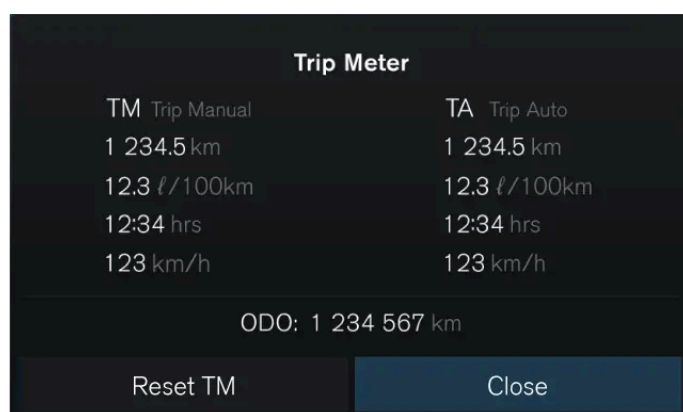 Trip Meter
TM Trip Manual
1 234.5 km
12.3 ℓ/100km
12:34 hrs
123 km/h
TA Trip Auto
1 234.5 km
12.3 ℓ/100km
12:34 hrs
123 km/h
ODO: 1 234 567 km
Reset TM
Close